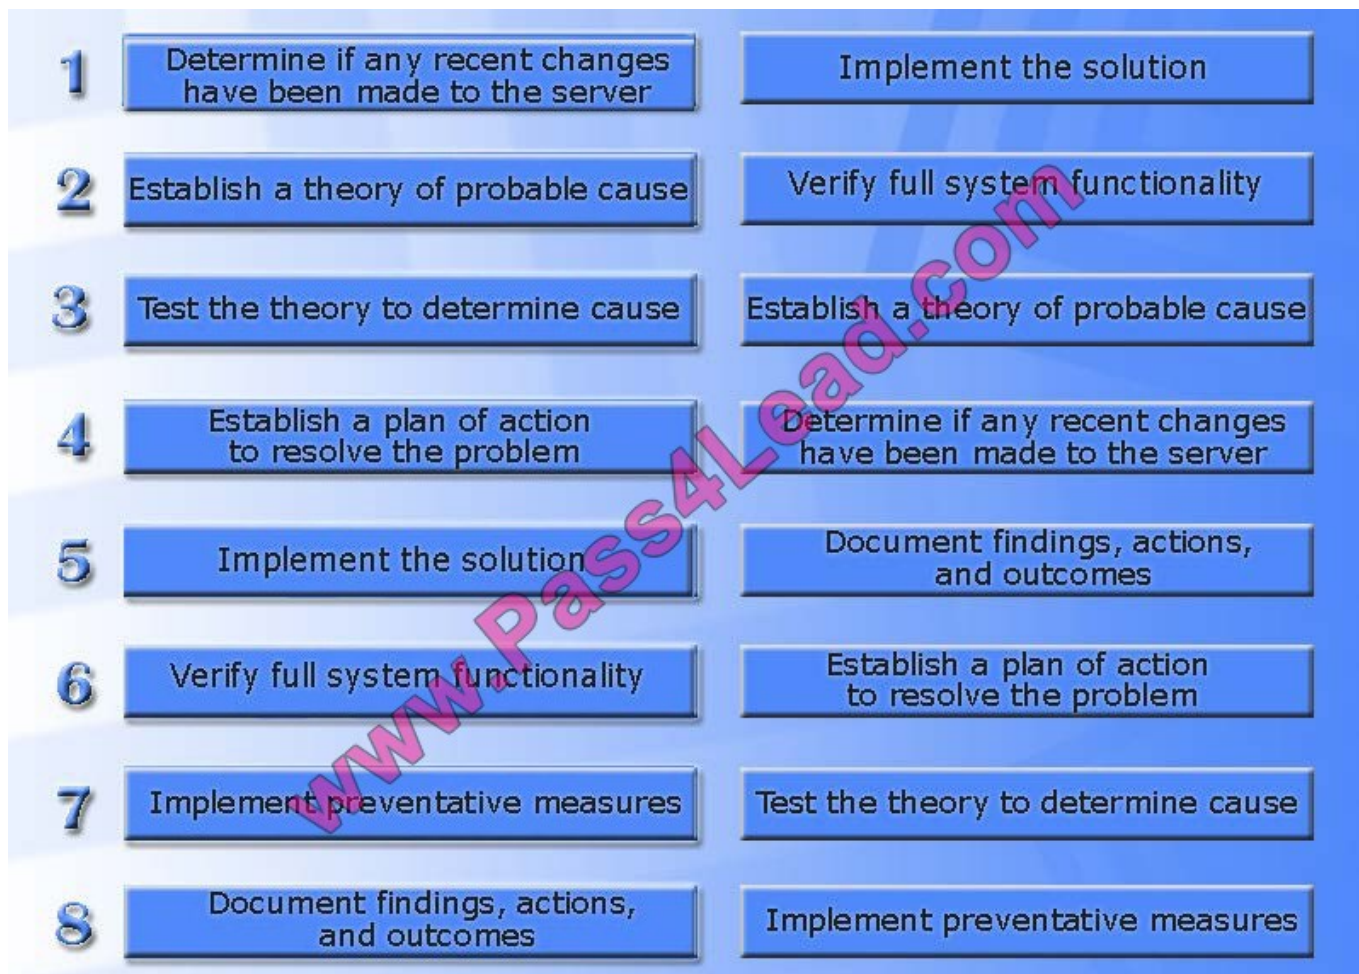 1
Determine if any recent changes
have been made to the server
Implement the solution
2
Establish a theory of probable cause
Verify full system functionality
3
Test the theory to determine cause
Establish a theory of probable cause
4
Establish a plan of action
to resolve the problem
Determine if any recent changes
have been made to the server
5
Implement the solution
Document findings, actions,
and outcomes
6
Verify full system functionality
Establish a plan of action
to resolve the problem
7
Implement preventative measures
Test the theory to determine cause
8
Document findings, actions,
and outcomes
Implement preventative measures
www.Pass4Lead.com